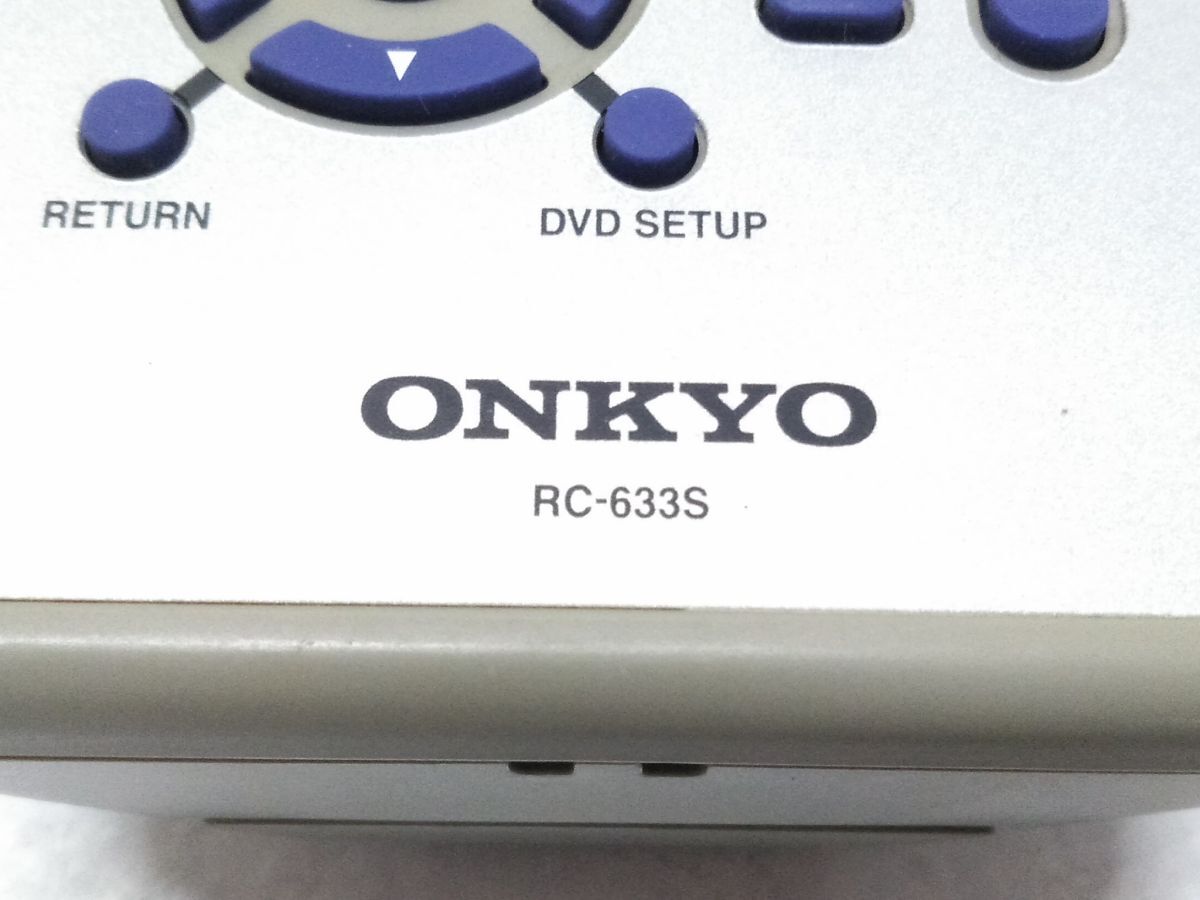 RETURN
DVD SETUP
ONKYO
RC-633S